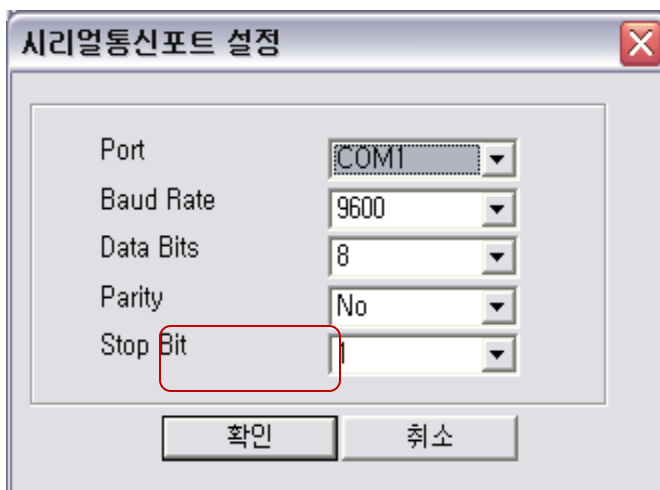 시리얼통신포트 설정
Port COM1
Baud Rate 9600
Data Bits 8
Parity No
Stop Bit 1
확인 취소